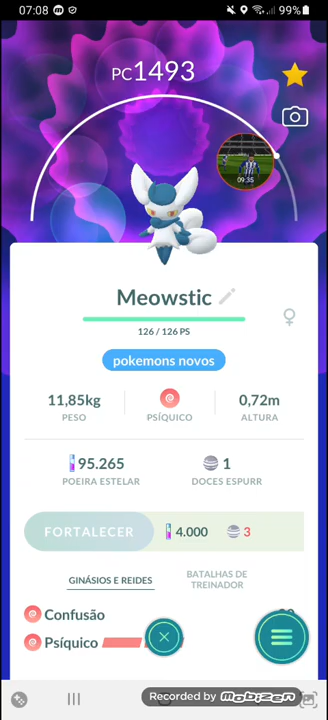 07:08 99%
PC1493
09:35
Meowstic
126 / 126 PS
pokemons novos
11,85kg
PESO
PSÍQUICO
0,72m
ALTURA
95.265
POEIRA ESTELAR
1
DOCES ESPURR
FORTALECER 4.000 3
GINÁSIOS E REIDES
BATALHAS DE
TREINADOR
Confusão
Psíquico
Recorded by mobizen